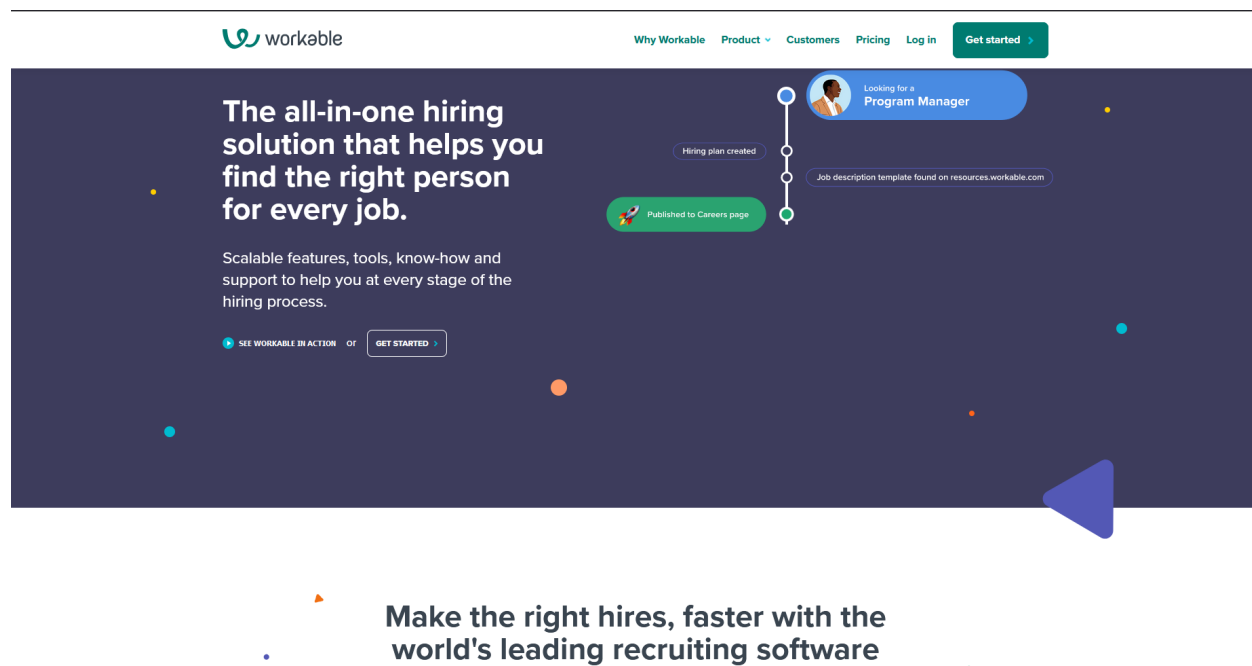 workable
Why Workable
Product
Customers
Pricing
Log in
Get started
The all-in-one hiring
solution that helps you
find the right person
for every job.
Scalable features, tools, know-how and
support to help you at every stage of the
hiring process.
SEE WORKABLE IN ACTION
or
GET STARTED
Looking for a
Program Manager
Hiring plan created
Job description template found on resources.workable.com
Published to Careers page
Make the right hires, faster with the
world's leading recruiting software